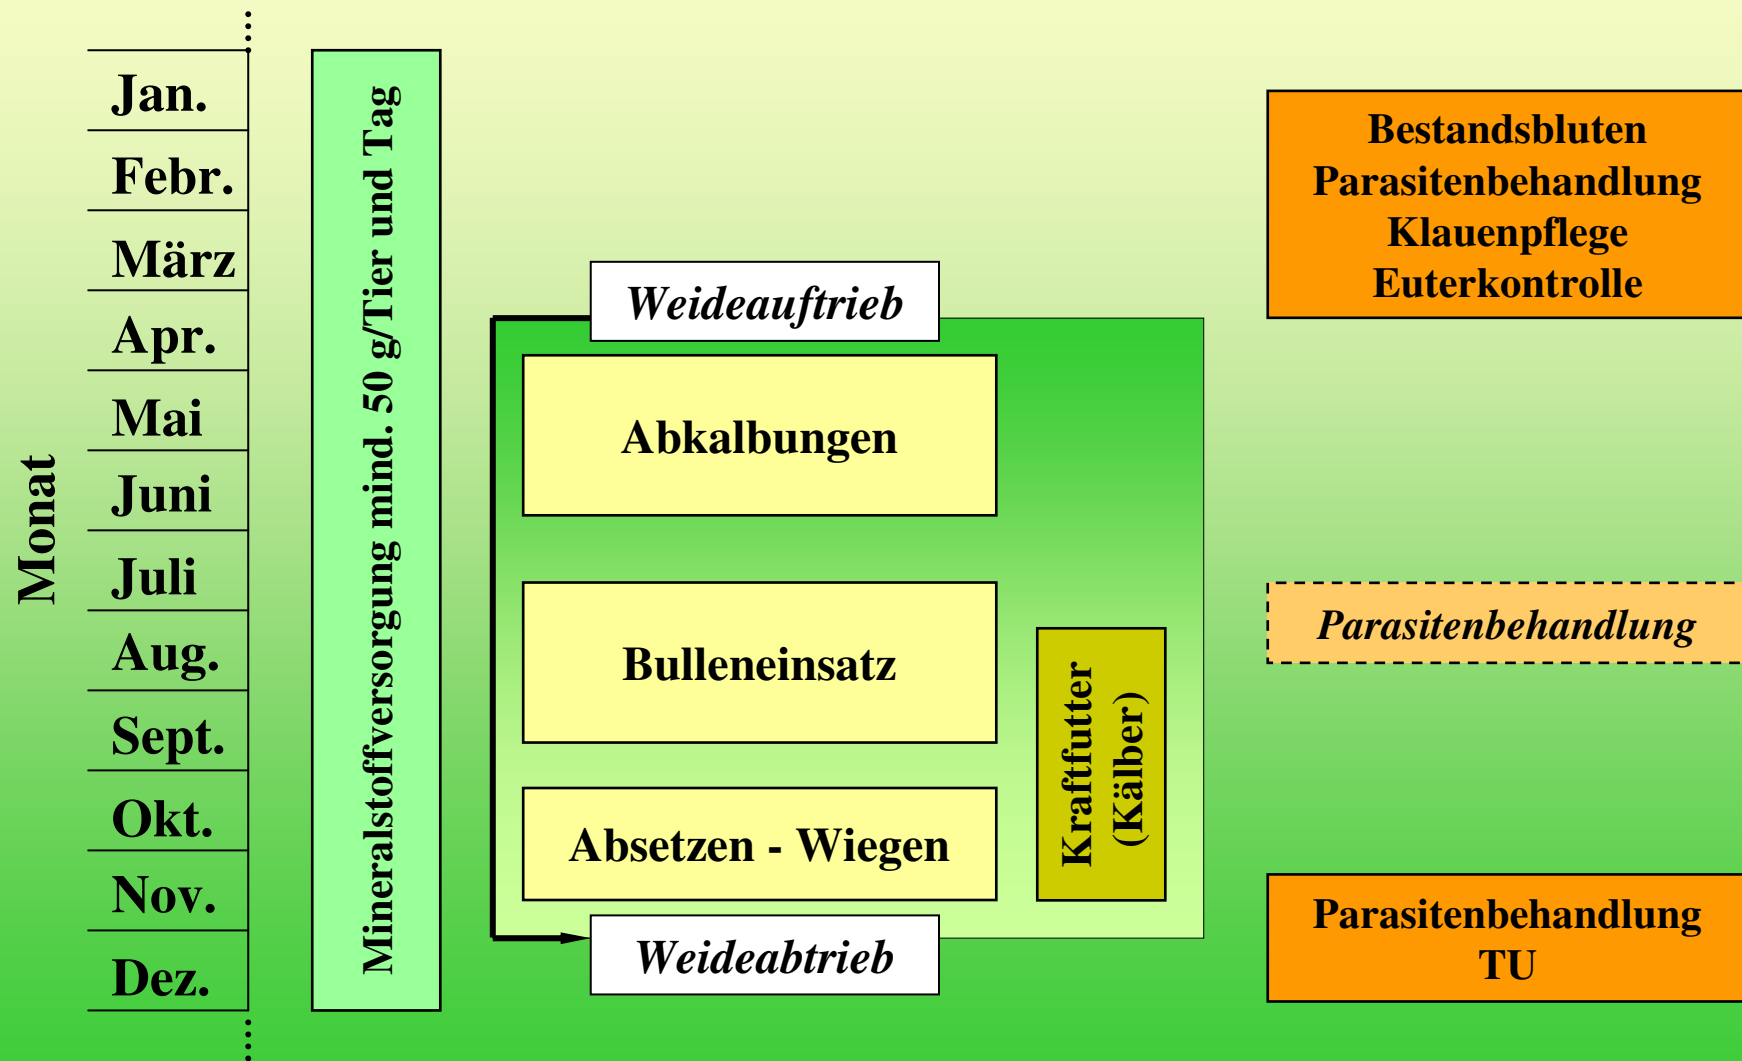 Monat
Jan.
Febr.
März
Apr.
Mai
Juni
Juli
Aug.
Sept.
Okt.
Nov.
Dez.
Mineralstoffversorgung mind. 50 g/Tier und Tag
Weideauftrieb
Abkalbungen
Bulleneinsatz
Absetzen - Wiegen
Weideabtrieb
Kraftfutter
(Kälber)
Bestandsbluten
Parasitenbehandlung
Klauenpflege
Euterkontrolle
Parasitenbehandlung
Parasitenbehandlung
TU